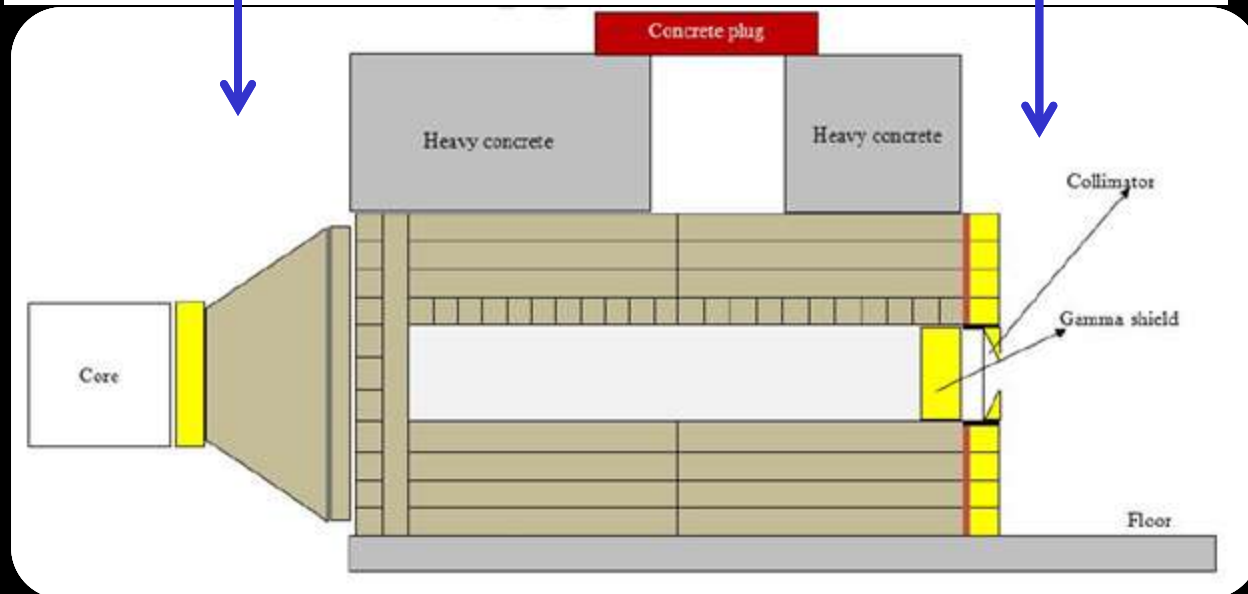 Concrete plug
Heavy concrete
Heavy concrete
Collimator
Gamma shield
Core
Floor